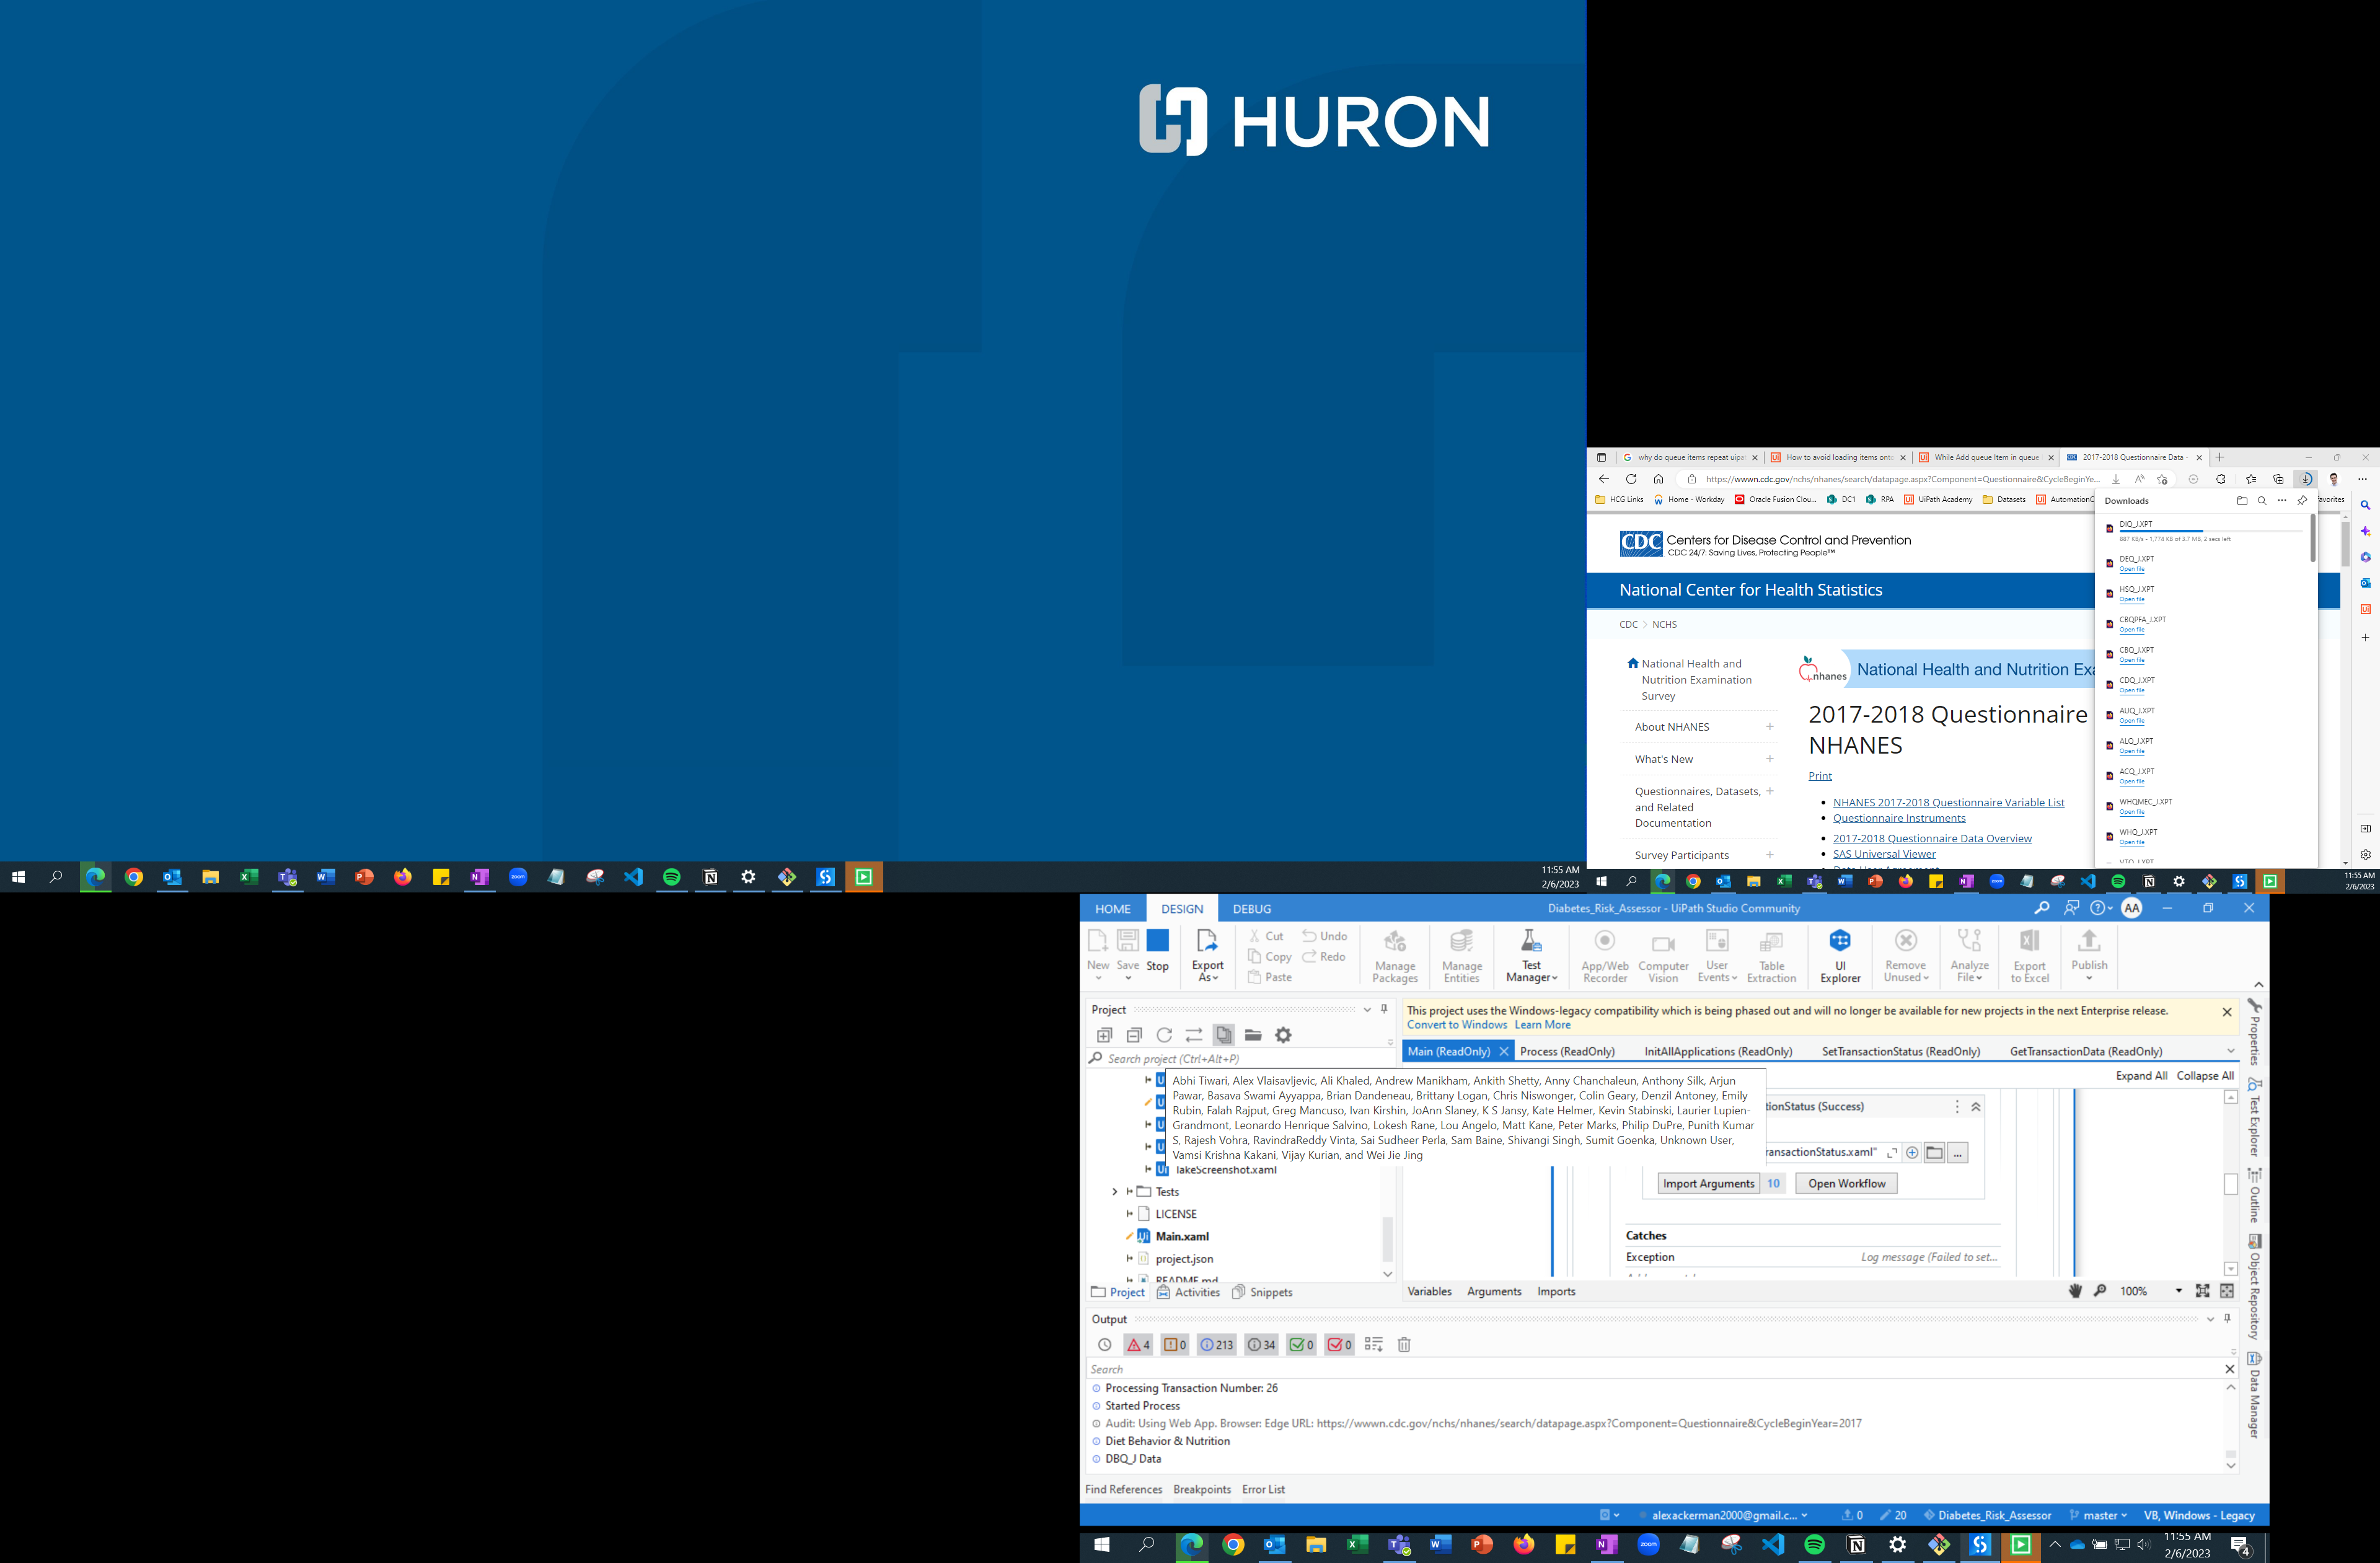 HURON
11:55 AM
2/6/2023
why do queue items repeat uipa
How to avoid loading items onto
While Add queue Item in queue
2017-2018 Questionnaire Data -
https://wwwn.cdc.gov/nchs/nhanes/search/datapage.aspx?Component=Questionnaire&CycleBeginYe...
HCG Links
Home - Workday
Oracle Fusion Clou...
DC1
RPA
UiPath Academy
Datasets
AutomationC
avorites
Downloads
DIQ_J.XPT
887 KB/s - 1,774 KB of 3.7 MB, 2 secs left
DEQ_J.XPT
Open file
HSQ_J.XPT
Open file
CBQPFA_J.XPT
Open file
CBQ_J.XPT
Open file
CDQ_J.XPT
Open file
AUQ_J.XPT
Open file
ALQ_J.XPT
Open file
ACQ_J.XPT
Open file
WHQMEC_J.XPT
Open file
WHQ_J.XPT
Open file
VTQ_J.XPT
CDC
Centers for Disease Control and Prevention
CDC 24/7: Saving Lives, Protecting People™
National Center for Health Statistics
CDC > NCHS
National Health and
Nutrition Examination
Survey
About NHANES
What's New
Questionnaires, Datasets,
and Related
Documentation
Survey Participants
nhanes
National Health and Nutrition Exa
2017-2018 Questionnaire
NHANES
Print
NHANES 2017-2018 Questionnaire Variable List
Questionnaire Instruments
2017-2018 Questionnaire Data Overview
SAS Universal Viewer
11:55 AM
2/6/2023
HOME
DESIGN
DEBUG
Diabetes_Risk_Assessor - UiPath Studio Community
AA
New
Save
Stop
Export
As
Cut
Copy
Paste
Undo
Redo
Manage
Packages
Manage
Entities
Test
Manager
App/Web
Recorder
Computer
Vision
User
Events
Table
Extraction
UI
Explorer
Remove
Unused
Analyze
File
Export
to Excel
Publish
Project
Search project (Ctrl+Alt+P)
This project uses the Windows-legacy compatibility which is being phased out and will no longer be available for new projects in the next Enterprise release.
Convert to Windows Learn More
Main (ReadOnly)
Process (ReadOnly)
InitAllApplications (ReadOnly)
SetTransactionStatus (ReadOnly)
GetTransactionData (ReadOnly)
Expand All Collapse All
Abhi Tiwari, Alex Vlaisavljevic, Ali Khaled, Andrew Manikham, Ankith Shetty, Anny Chanchaleun, Anthony Silk, Arjun
Pawar, Basava Swami Ayyappa, Brian Dandeneau, Brittany Logan, Chris Niswonger, Colin Geary, Denzil Antoney, Emily
Rubin, Falah Rajput, Greg Mancuso, Ivan Kirshin, JoAnn Slaney, K S Jansy, Kate Helmer, Kevin Stabinski, Laurier Lupien-
Grandmont, Leonardo Henrique Salvino, Lokesh Rane, Lou Angelo, Matt Kane, Peter Marks, Philip DuPre, Punith Kumar
S, Rajesh Vohra, RavindraReddy Vinta, Sai Sudheer Perla, Sam Baine, Shivangi Singh, Sumit Goenka, Unknown User,
Vamsi Krishna Kakani, Vijay Kurian, and Wei Jie Jing
TakeScreenshot.xaml
Tests
LICENSE
Main.xaml
project.json
README.md
Project
Activities
Snippets
ionStatus (Success)
ransactionStatus.xaml"
...
Import Arguments 10
Open Workflow
Catches
Exception
Log message (Failed to set...
Variables
Arguments
Imports
100%
Properties
Test Explorer
Outline
Object Repository
Data Manager
Output
4
0
213
34
0
0
Search
Processing Transaction Number: 26
Started Process
Audit: Using Web App. Browser: Edge URL: https://wwwn.cdc.gov/nchs/nhanes/search/datapage.aspx?Component=Questionnaire&CycleBeginYear=2017
Diet Behavior & Nutrition
DBQ_J Data
Find References
Breakpoints
Error List
alexackerman2000@gmail.c...
0
20
Diabetes_Risk_Assessor
master
VB, Windows - Legacy
11:55 AM
2/6/2023
4